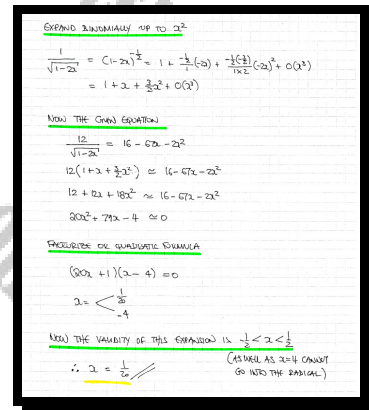 EXPAND BINOMIALLY UP TO x²
1/√(1-2x) = (1-2x)^(-1/2) = 1 + (-1/2)/1 (-2x) + (-1/2(-3/2))/(1×2) (-2x)² + O(x³)
= 1 + x + 3/2x² + O(x³)
NOW THE GIVEN EQUATION
12/√(1-2x) = 16 - 67x - 2x²
12(1 + x + 3/2x²) ≈ 16 - 67x - 2x²
12 + 12x + 18x² ≈ 16 - 67x - 2x²
20x² + 79x - 4 ≈ 0
FACTORIZE OR QUADRATIC FORMULA
(20x + 1)(x - 4) = 0
x = < 1/20
-4
NOW THE VALIDITY OF THIS EXPANSION IS -1/2 < x < 1/2
(AS WELL AS x=4 CANNOT
GO INTO THE RADICAL)
∴ x = 1/20